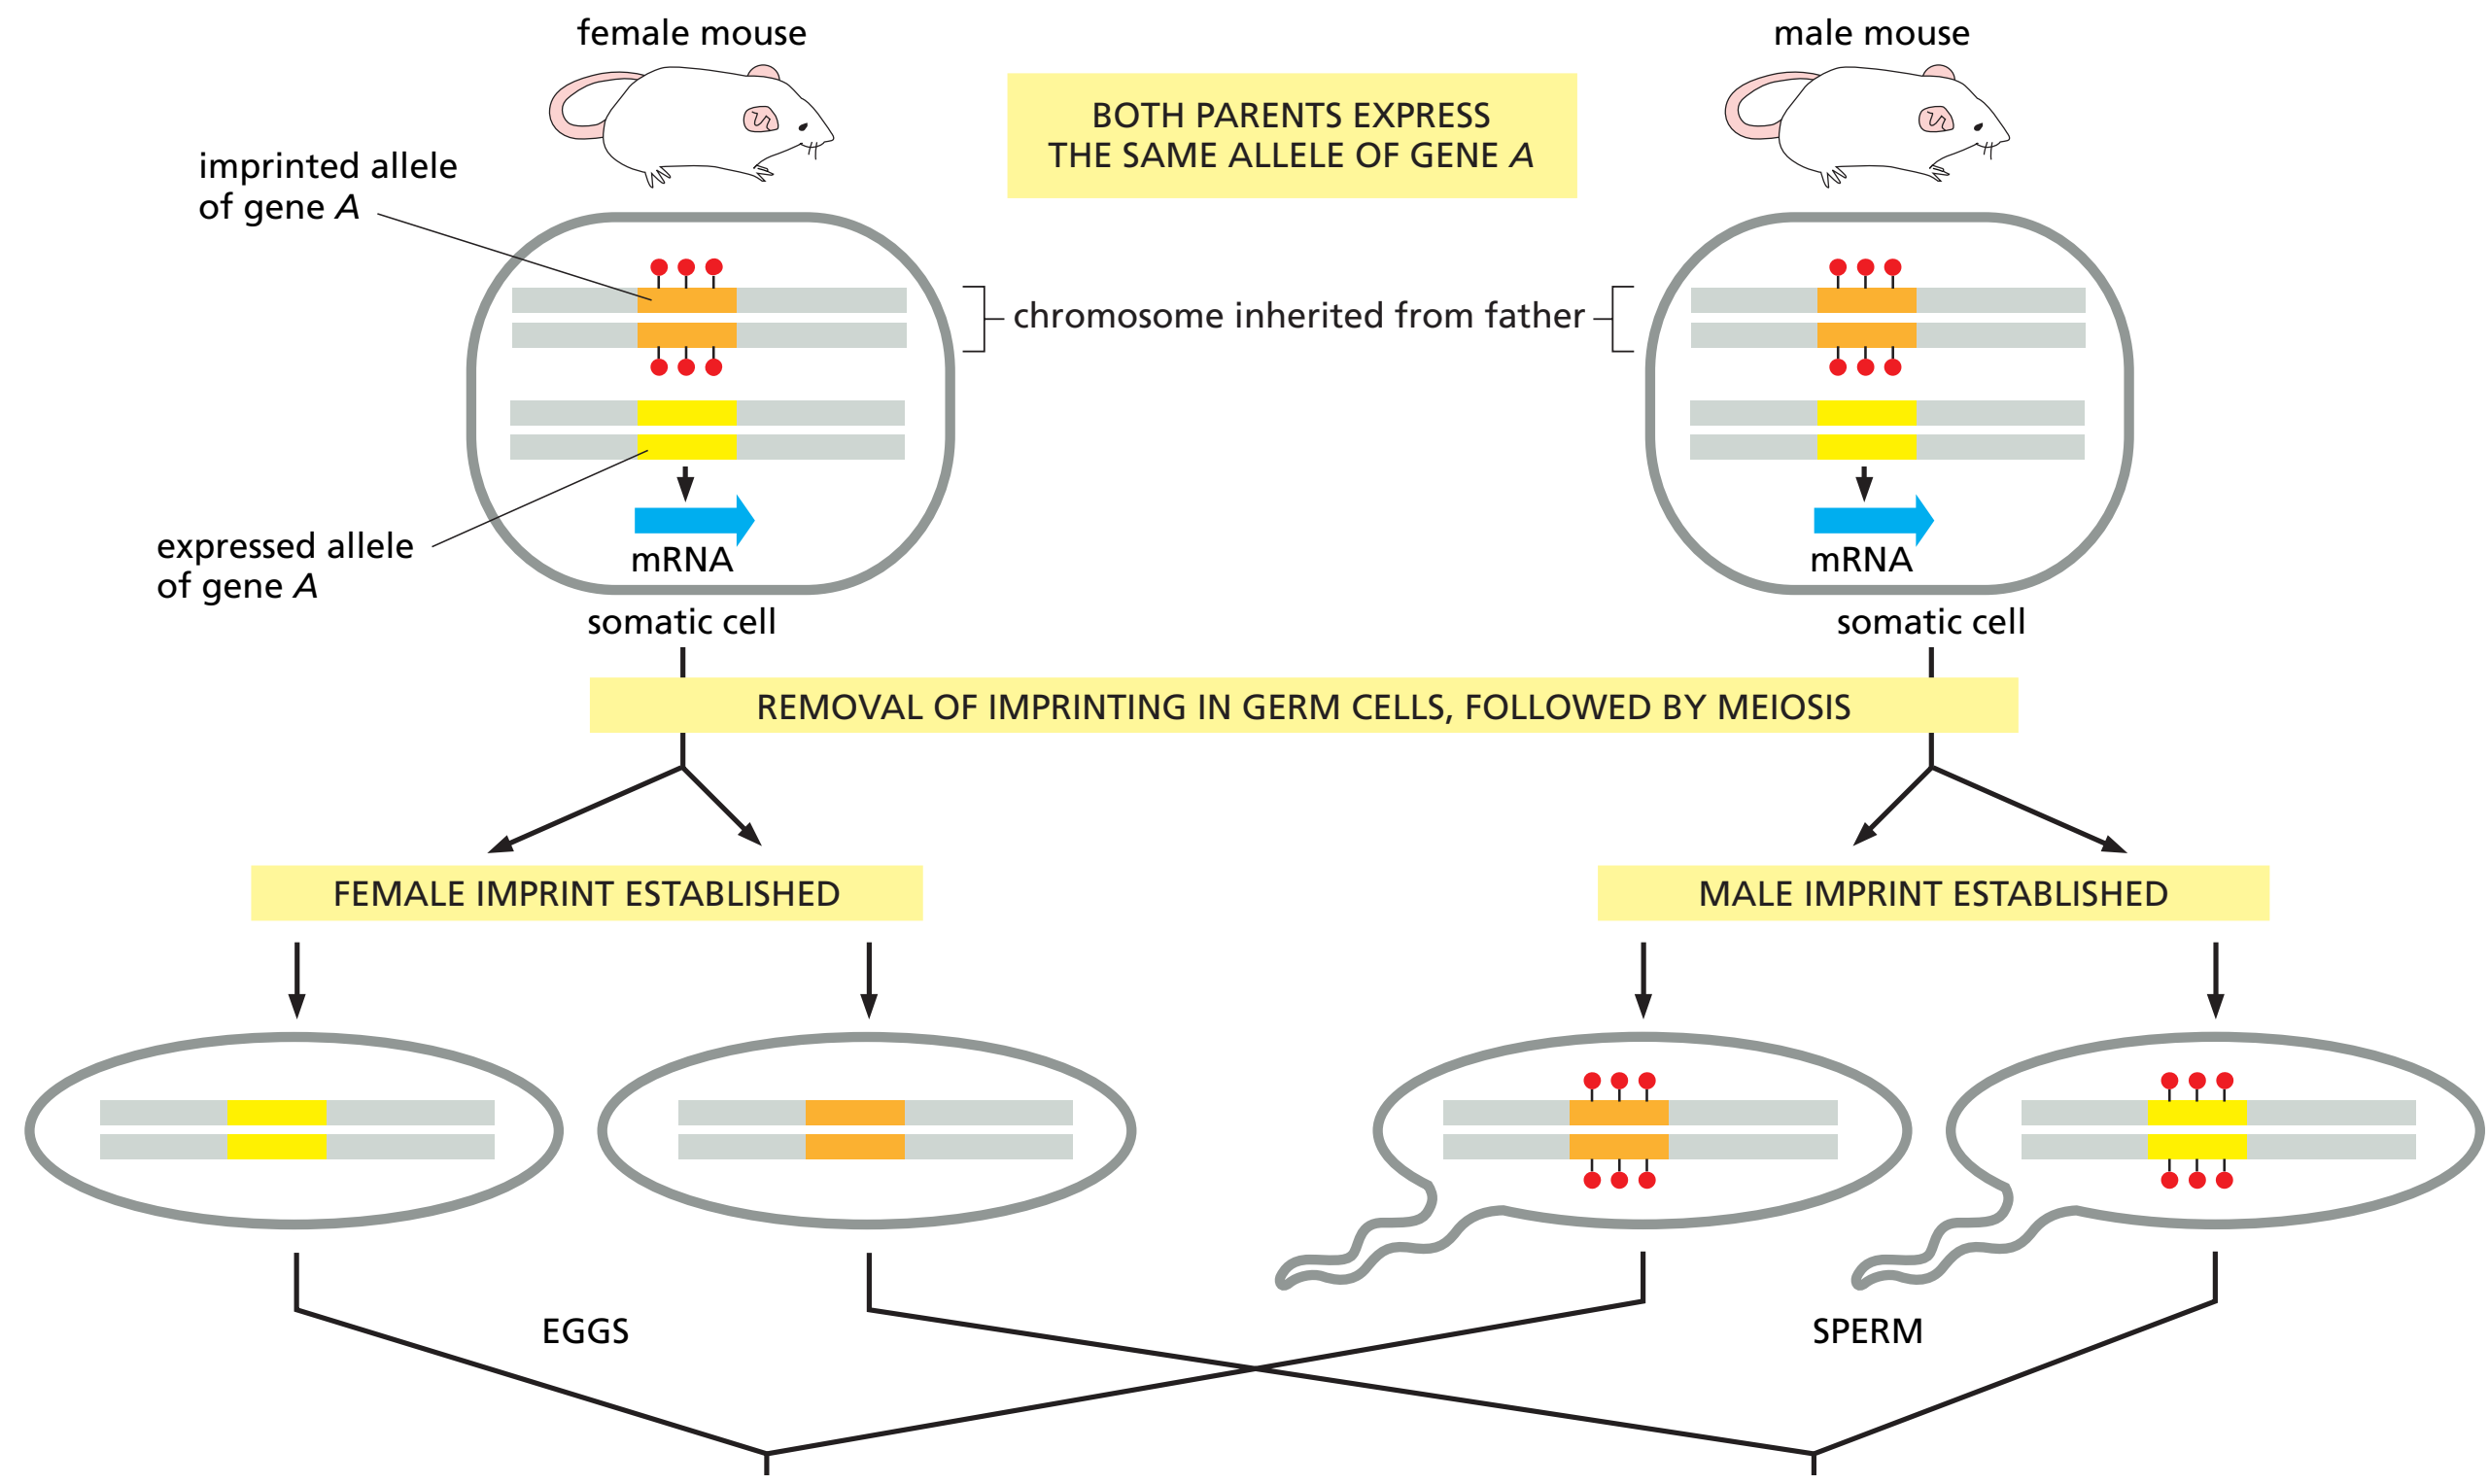 female mouse
male mouse
BOTH PARENTS EXPRESS
THE SAME ALLELE OF GENE A
imprinted allele
of gene A
chromosome inherited from father
expressed allele
of gene A
mRNA
mRNA
somatic cell
somatic cell
REMOVAL OF IMPRINTING IN GERM CELLS, FOLLOWED BY MEIOSIS
FEMALE IMPRINT ESTABLISHED
MALE IMPRINT ESTABLISHED
EGGS
SPERM